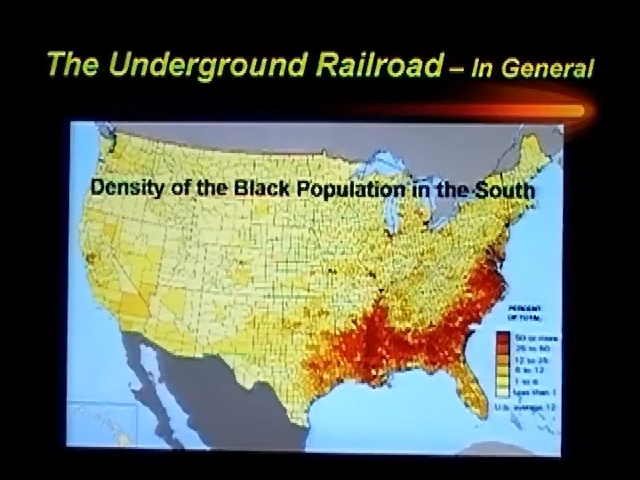 The Underground Railroad – In General
Density of the Black Population in the South
PERCENT
OF TOTAL
50 or more
25 to 50
12 to 25
6 to 12
1 to 6
Less than 1
U.S. average 12